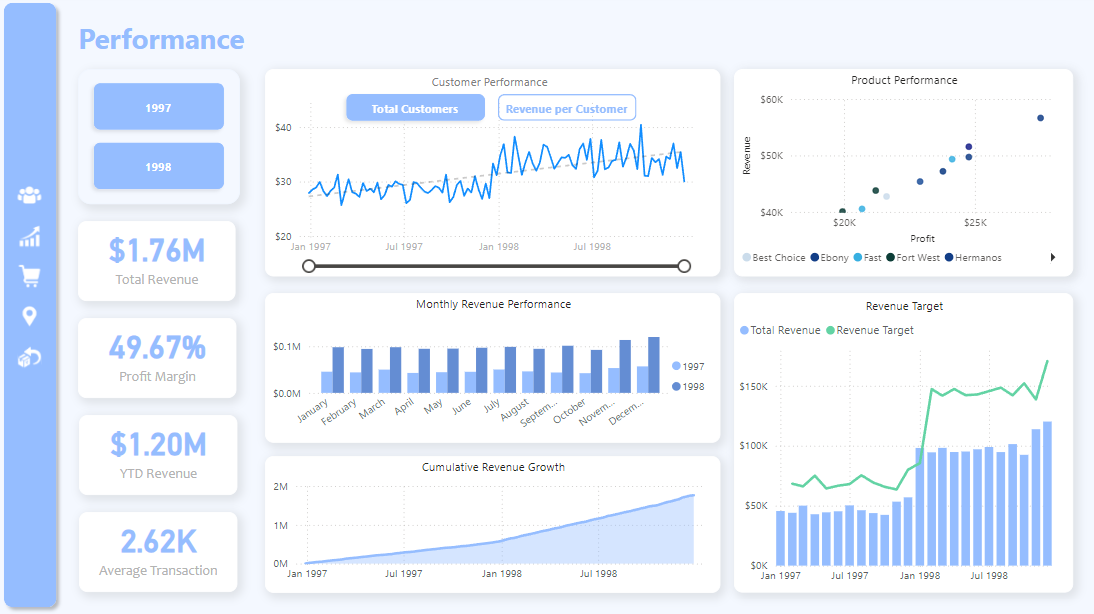 Performance
1997
1998
$1.76M
Total Revenue
49.67%
Profit Margin
$1.20M
YTD Revenue
2.62K
Average Transaction
Customer Performance
Total Customers
Revenue per Customer
$40
$30
$20
Jan 1997 Jul 1997 Jan 1998 Jul 1998
Product Performance
Revenue
$60K
$50K
$40K
$20K $25K
Profit
Best Choice Ebony Fast Fort West Hermanos
Monthly Revenue Performance
$0.1M
$0.0M
January February March April May June July August Septem... October Novem... Decem...
1997
1998
Cumulative Revenue Growth
2M
1M
0M
Jan 1997 Jul 1997 Jan 1998 Jul 1998
Revenue Target
Total Revenue Revenue Target
$150K
$100K
$50K
$0K
Jan 1997 Jul 1997 Jan 1998 Jul 1998